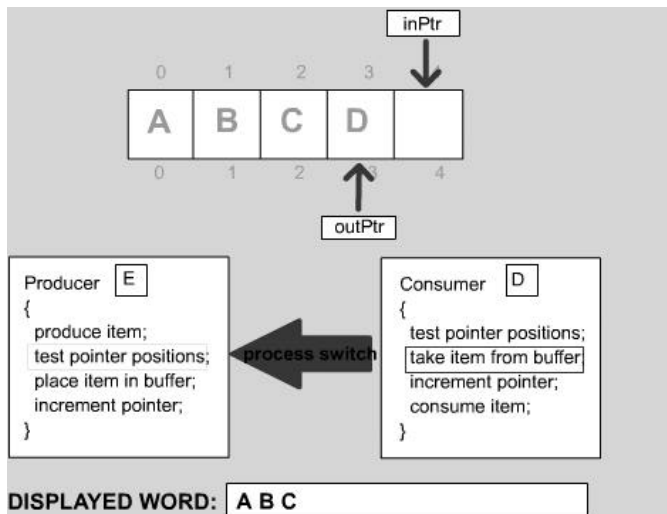 inPtr
0 1 2 3 4
A B C D
0 1 2 3 4
outPtr
Producer E
{
produce item;
test pointer positions;
place item in buffer;
increment pointer;
}
process switch
Consumer D
{
test pointer positions;
take item from buffer;
increment pointer;
consume item;
}
DISPLAYED WORD: A B C